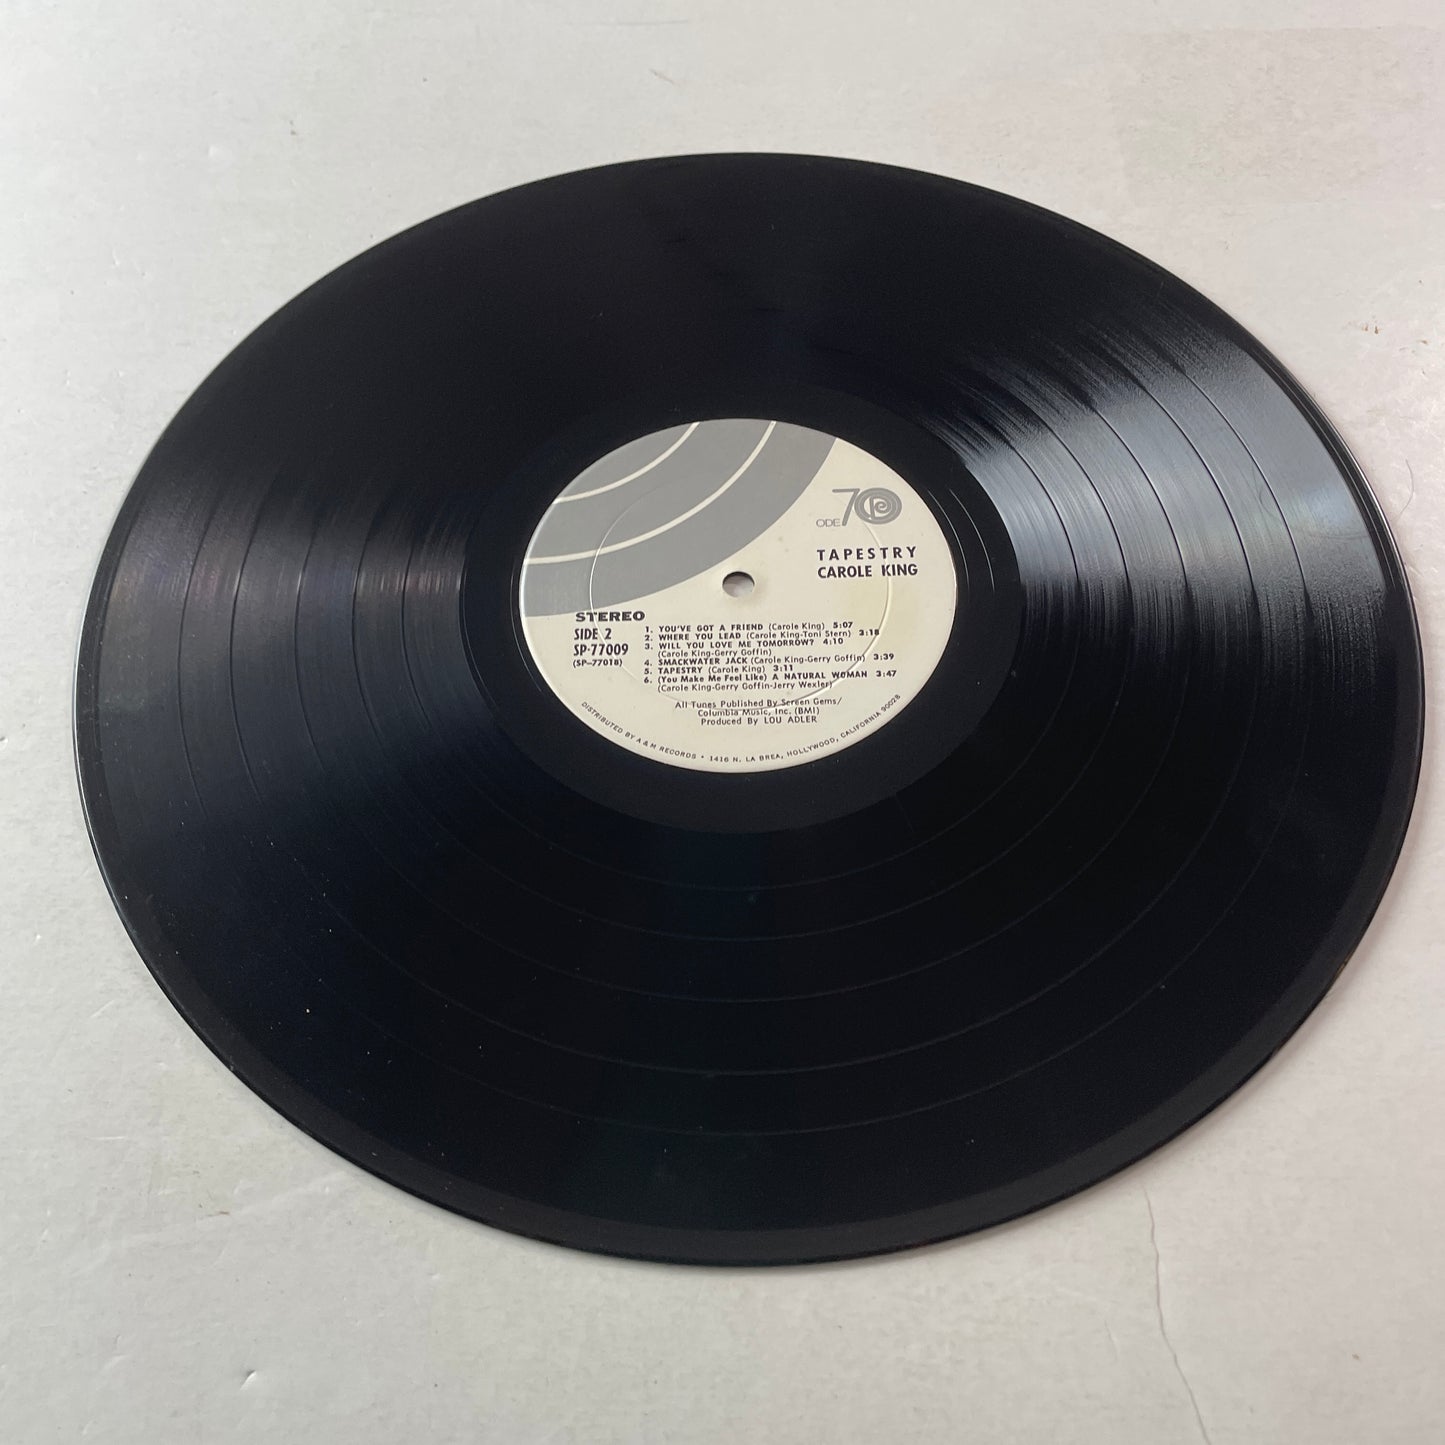 ODE 70
TAPESTRY
CAROLE KING
STEREO
SIDE 2
SP-77009
(SP-77018)
1. YOU'VE GOT A FRIEND (Carole King) 5:07
2. WHERE YOU LEAD (Carole King-Toni Stern) 3:18
3. WILL YOU LOVE ME TOMORROW? 4:10
(Carole King-Gerry Goffin)
4. SMACKWATER JACK (Carole King-Gerry Goffin) 3:39
5. TAPESTRY (Carole King) 3:11
6. (You Make Me Feel Like) A NATURAL WOMAN 3:47
(Carole King-Gerry Goffin-Jerry Wexler)
All Tunes Published By Screen Gems/
Columbia Music, Inc. (BMI)
Produced By LOU ADLER
DISTRIBUTED BY A & M RECORDS • 1416 N. LA BREA, HOLLYWOOD, CALIFORNIA 90028